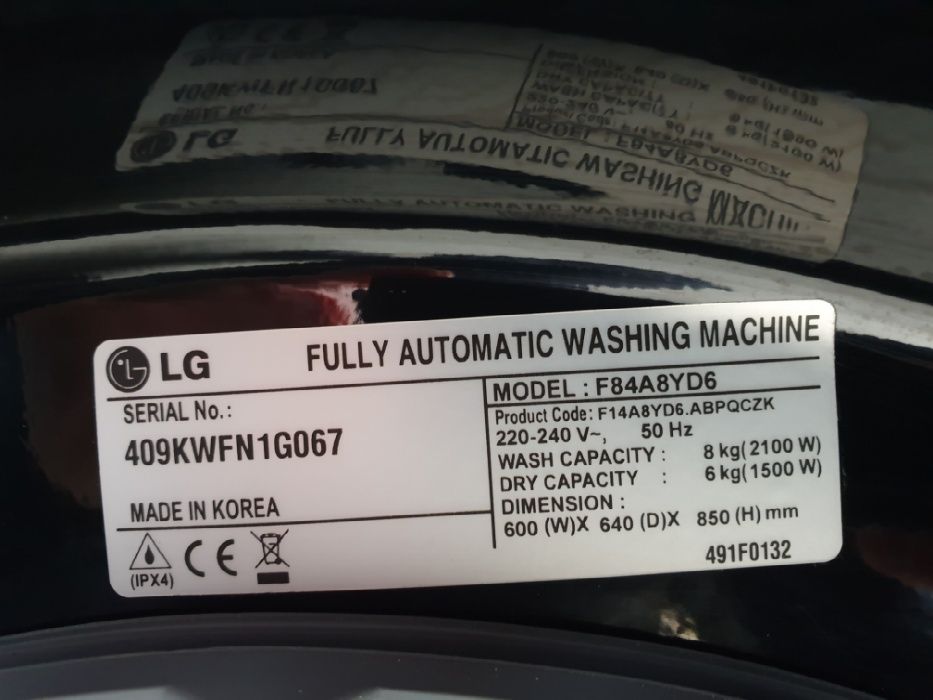 LG FULLY AUTOMATIC WASHING MACHINE
SERIAL No.:
409KWFN1G067
MADE IN KOREA
(IPX4) CE
MODEL : F84A8YD6
Product Code: F14A8YD6.ABPQCZK
220-240 V~, 50 Hz
WASH CAPACITY : 8 kg(2100 W)
DRY CAPACITY : 6 kg(1500 W)
DIMENSION :
600 (W)X 640 (D)X 850 (H) mm
491F0132